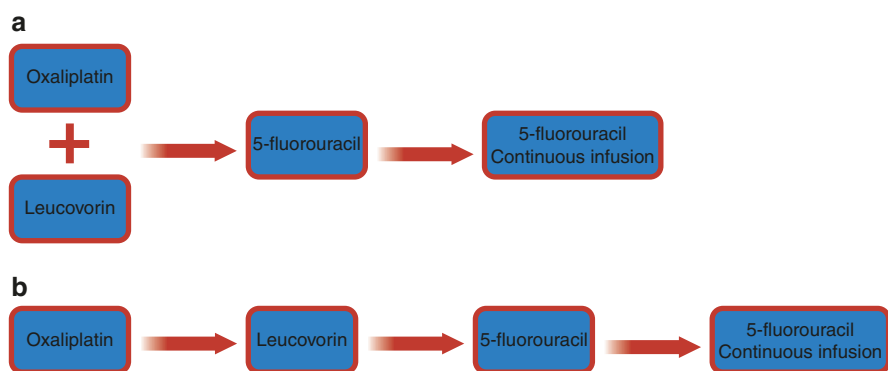 a
Oxaliplatin
Leucovorin
5-fluorouracil
5-fluorouracil
Continuous infusion
b
Oxaliplatin
Leucovorin
5-fluorouracil
5-fluorouracil
Continuous infusion